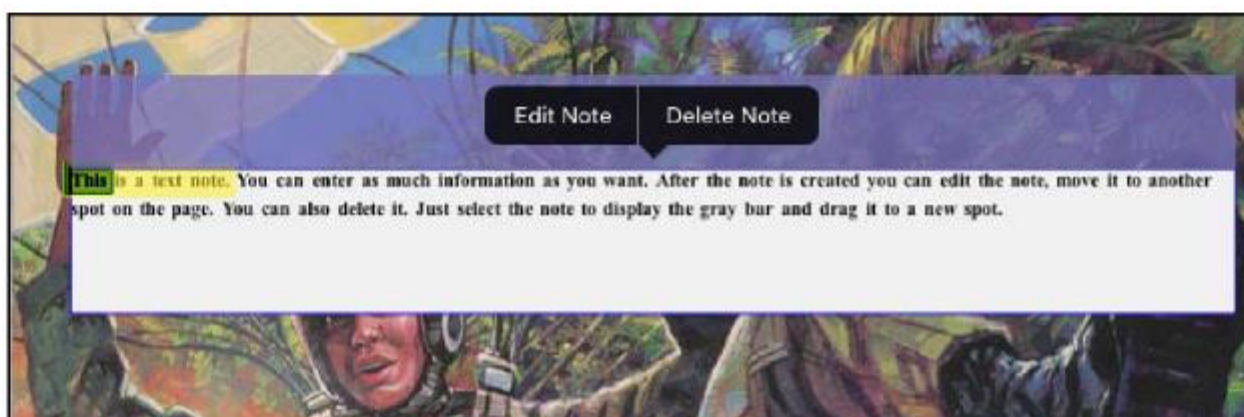 Edit Note Delete Note
This is a text note. You can enter as much information as you want. After the note is created you can edit the note, move it to another
spot on the page. You can also delete it. Just select the note to display the gray bar and drag it to a new spot.